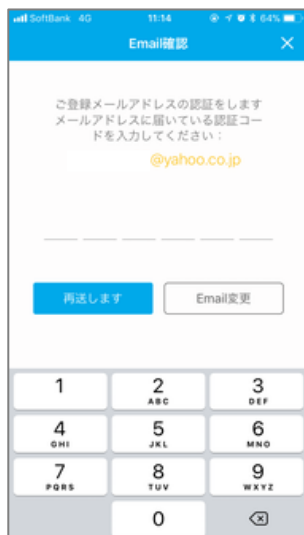 SoftBank 4G 11:14 64%
Email確認
ご登録メールアドレスの認証をします
メールアドレスに届いている認証コー
ドを入力してください：
@yahoo.co.jp
再送します Email変更
1 2 3
ABC DEF
4 5 6
GHI JKL MNO
7 8 9
PQRS TUV WXYZ
0